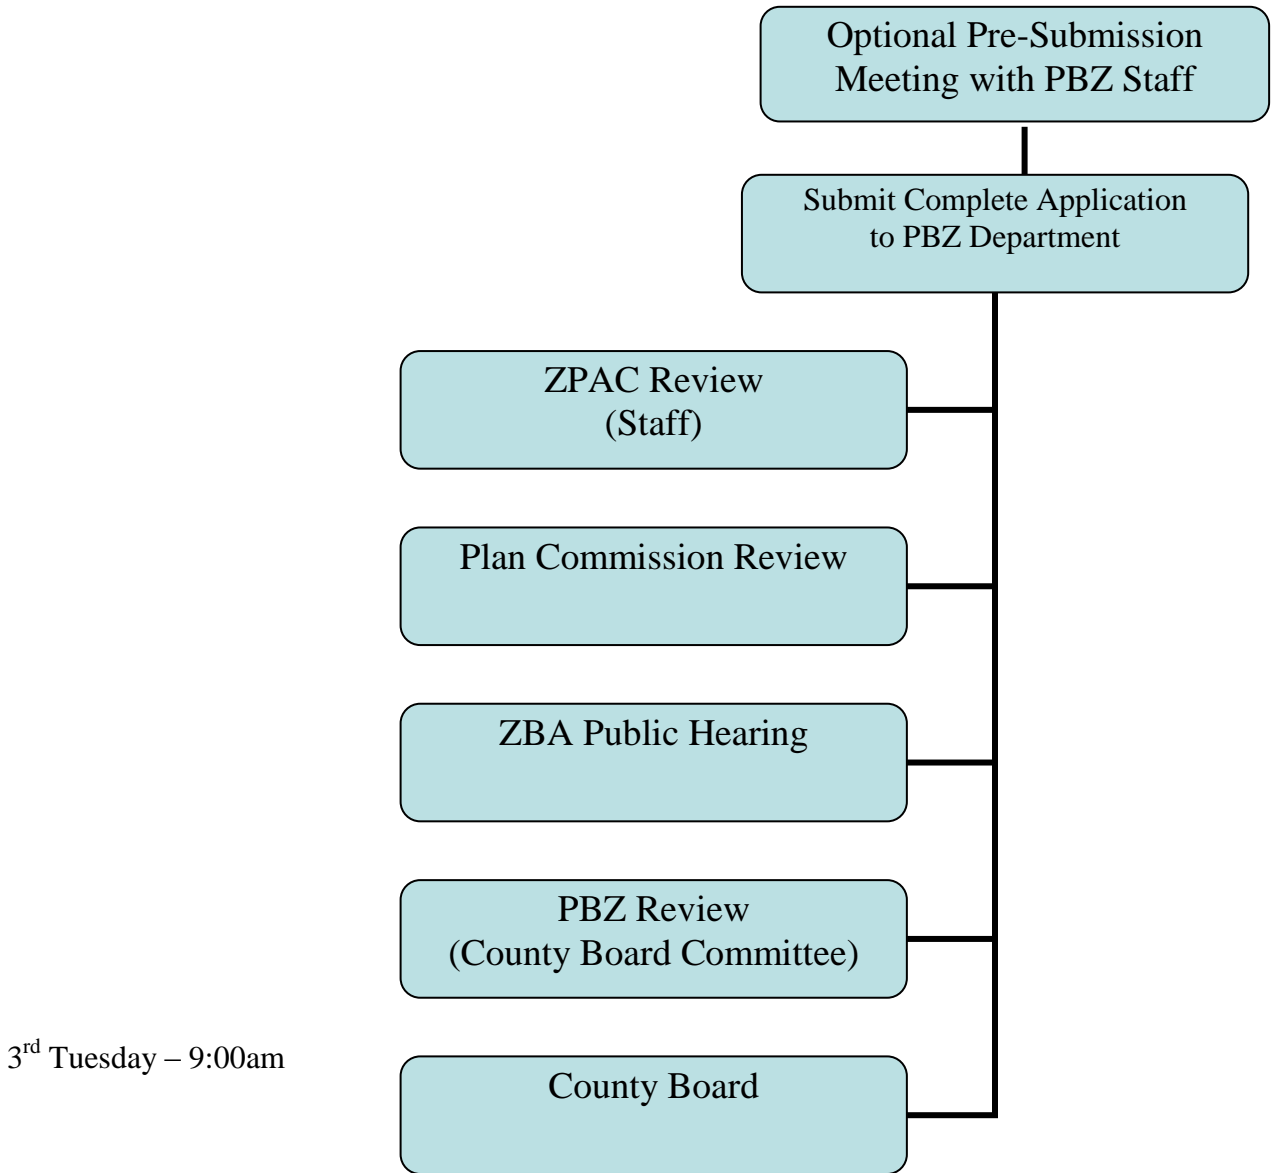 Optional Pre-Submission
Meeting with PBZ Staff
Submit Complete Application
to PBZ Department
ZPAC Review
(Staff)
Plan Commission Review
ZBA Public Hearing
PBZ Review
(County Board Committee)
3rd Tuesday – 9:00am
County Board